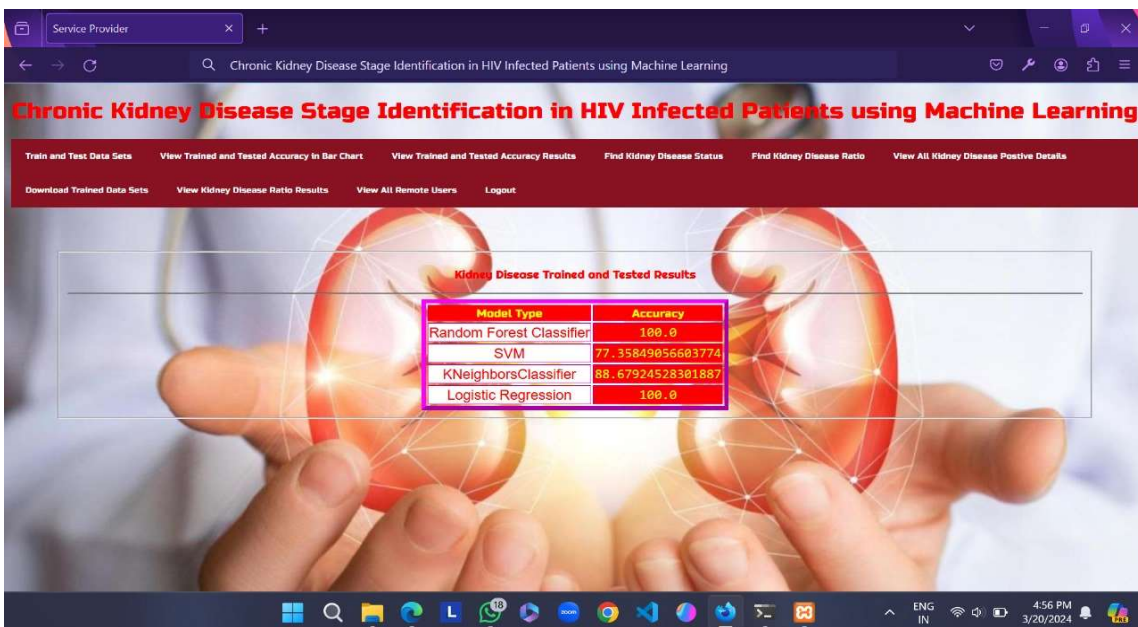 Service Provider
Chronic Kidney Disease Stage Identification in HIV Infected Patients using Machine Learning
Chronic Kidney Disease Stage Identification in HIV Infected Patients using Machine Learning
Train and Test Data Sets View Trained and Tested Accuracy in Bar Chart View Trained and Tested Accuracy Results Find Kidney Disease Status Find Kidney Disease Ratio View All Kidney Disease Postive Details
Download Trained Data Sets View Kidney Disease Ratio Results View All Remote Users Logout
Kidney Disease Trained and Tested Results
Model Type Accuracy
Random Forest Classifier 100.0
SVM 77.35849056603774
KNeighborsClassifier 88.67924528301887
Logistic Regression 100.0
L 18 zoom ENG 4:56 PM
IN 3/20/2024 PRE